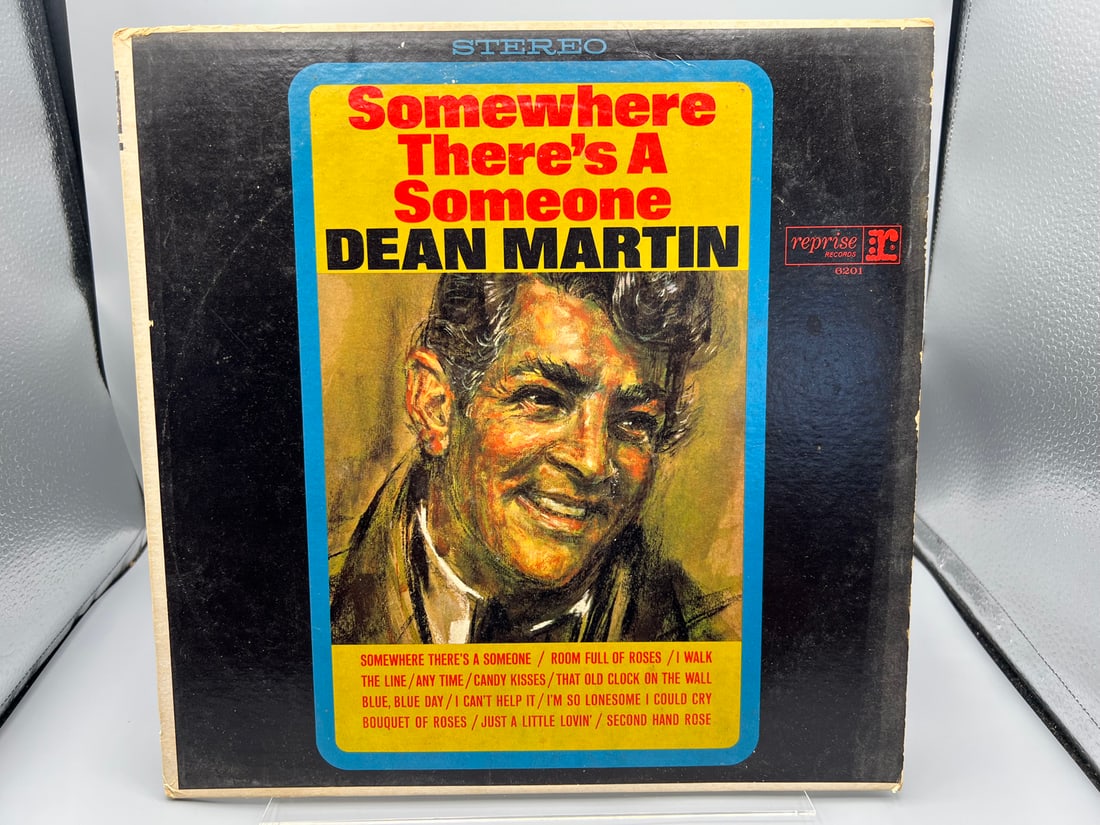 STEREO
Somewhere
There's A
Someone
DEAN MARTIN
reprise r:
RECORDS
6201
SOMEWHERE THERE'S A SOMEONE / ROOM FULL OF ROSES / I WALK
THE LINE / ANY TIME / CANDY KISSES / THAT OLD CLOCK ON THE WALL
BLUE, BLUE DAY / I CAN'T HELP IT / I'M SO LONESOME I COULD CRY
BOUQUET OF ROSES / JUST A LITTLE LOVIN' / SECOND HAND ROSE